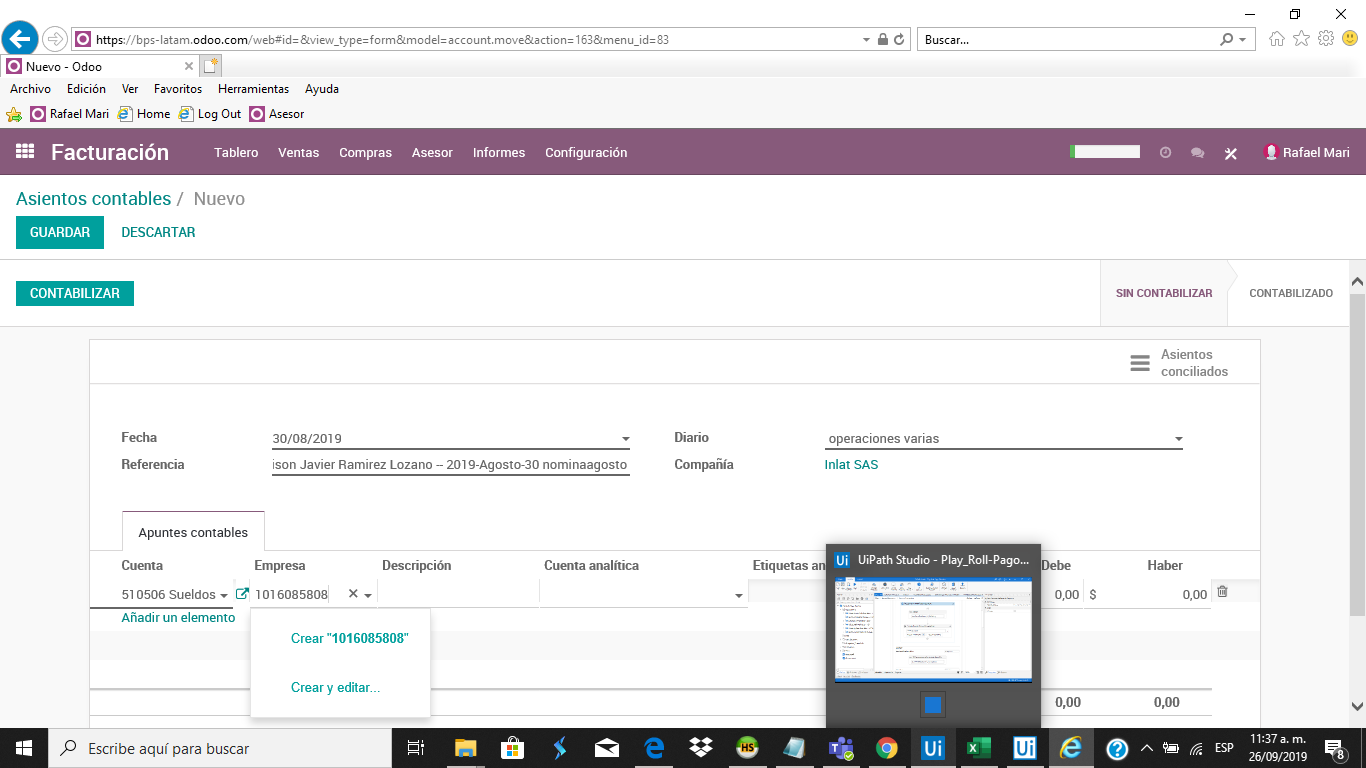 https://bps-latam.odoo.com/web#id=&view_type=form&model=account.move&action=163&menu_id=83
Buscar...
Nuevo - Odoo
Archivo Edición Ver Favoritos Herramientas Ayuda
Rafael Mari Home Log Out Asesor
Facturación Tablero Ventas Compras Asesor Informes Configuración Rafael Mari
Asientos contables / Nuevo
GUARDAR DESCARTAR
CONTABILIZAR SIN CONTABILIZAR CONTABILIZADO
Asientos
conciliados
Fecha 30/08/2019 Diario operaciones varias
Referencia ison Javier Ramirez Lozano -- 2019-Agosto-30 nominaagosto Compañía Inlat SAS
Apuntes contables
UiPath Studio - Play_Roll-Pago...
Cuenta Empresa Descripción Cuenta analítica Etiquetas an Debe Haber
510506 Sueldos 1016085808 0,00 $ 0,00
Añadir un elemento
Crear "1016085808"
Crear y editar...
0,00 0,00
Escribe aquí para buscar
HS
Ui
Ui
ESP
11:37 a. m.
26/09/2019
8